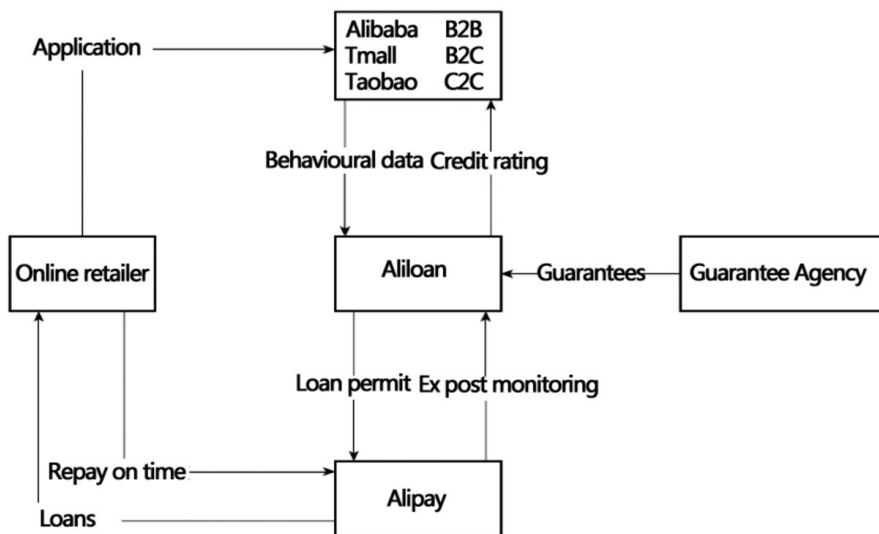 Application
Alibaba B2B
Tmall B2C
Taobao C2C
Behavioural data Credit rating
Online retailer
Aliloan
Guarantees
Guarantee Agency
Loan permit Ex post monitoring
Repay on time
Alipay
Loans